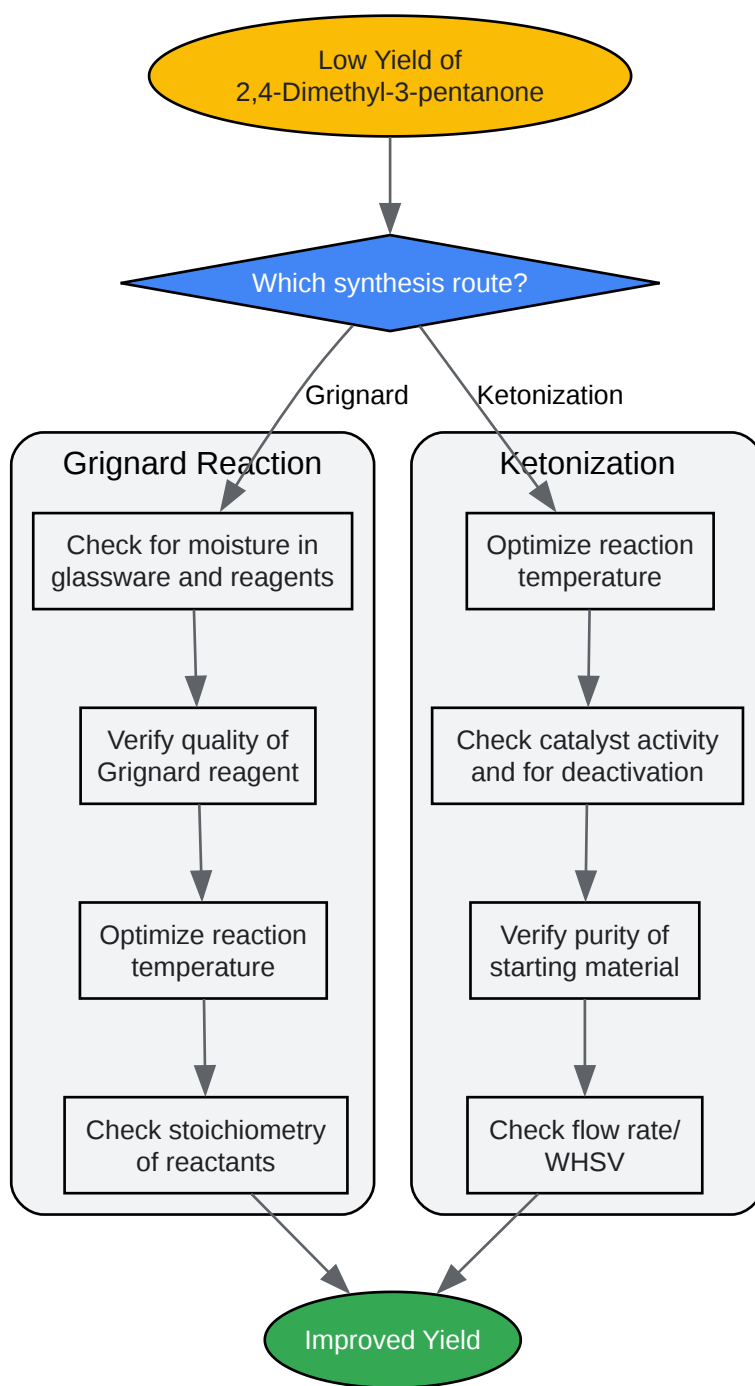 Low Yield of
2,4-Dimethyl-3-pentanone
Which synthesis route?
Grignard
Ketonization
Grignard Reaction
Check for moisture in
glassware and reagents
Verify quality of
Grignard reagent
Optimize reaction
temperature
Check stoichiometry
of reactants
Ketonization
Optimize reaction
temperature
Check catalyst activity
and for deactivation
Verify purity of
starting material
Check flow rate/
WHSV
Improved Yield